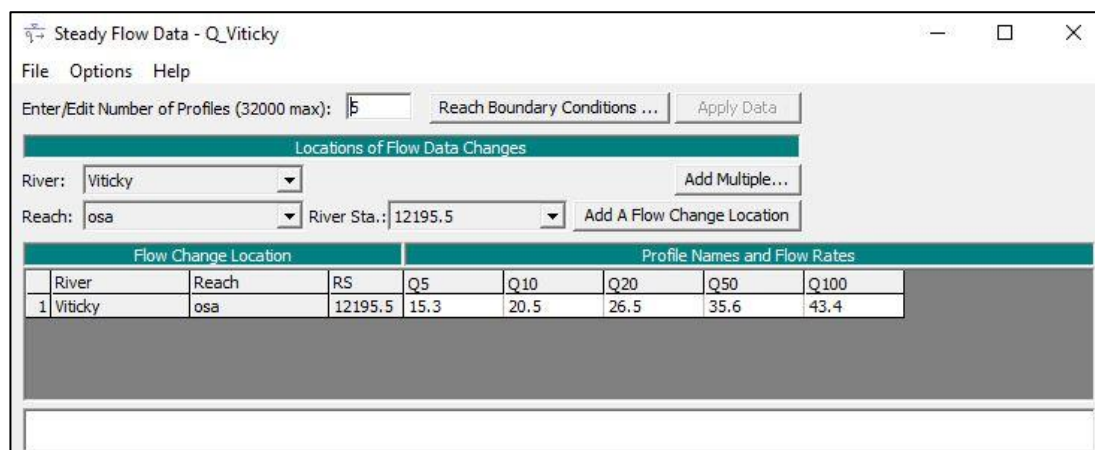 Steady Flow Data - Q_Viticky
File Options Help
Enter/Edit Number of Profiles (32000 max): 5 Reach Boundary Conditions ... Apply Data
Locations of Flow Data Changes
River: Viticky Add Multiple...
Reach: osa River Sta.: 12195.5 Add A Flow Change Location
Flow Change Location Profile Names and Flow Rates
River Reach RS Q5 Q10 Q20 Q50 Q100
1 Viticky osa 12195.5 15.3 20.5 26.5 35.6 43.4